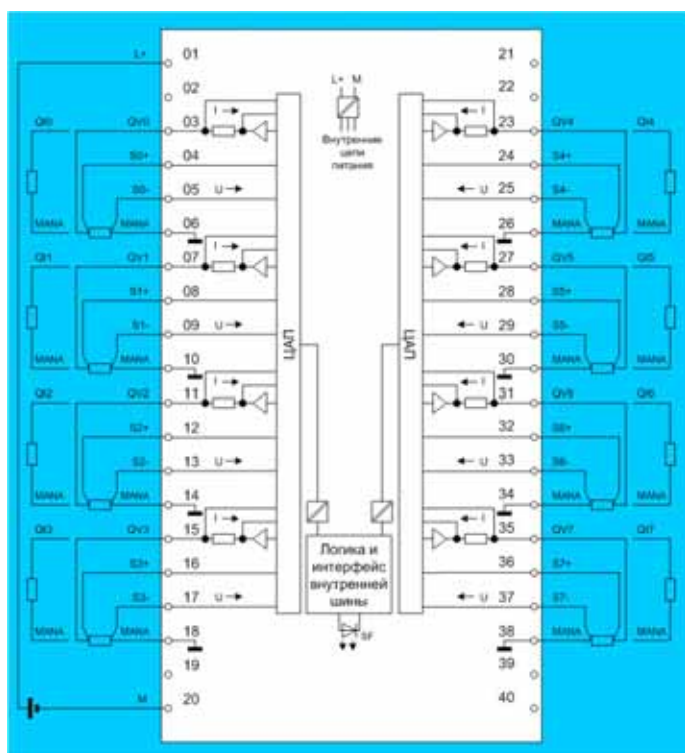 L+ 01 21
02 22
L+ M
QI0 QV0 I 03 I 23 QV4 QI4
Внутренние
цепи
питания
S0+ 04 24 S4+
S0- 05 U U 25 S4-
MANA MANA 06 26 MANA MANA
QI1 QV1 I 07 I 27 QV5 QI5
S1+ 08 28 S5+
S1- 09 U U 29 S5-
ЦАП ЦАП
MANA MANA 10 30 MANA MANA
QI2 QV2 I 11 I 31 QV6 QI6
S2+ 12 32 S6+
S2- 13 U U 33 S6-
MANA MANA 14 34 MANA MANA
QI3 QV3 I 15 I 35 QV7 QI7
Логика и
интерфейс
внутренней
шины
S3+ 16 36 S7+
S3- 17 U U 37 S7-
SF
MANA MANA 18 38 MANA MANA
19 39
M 20 40